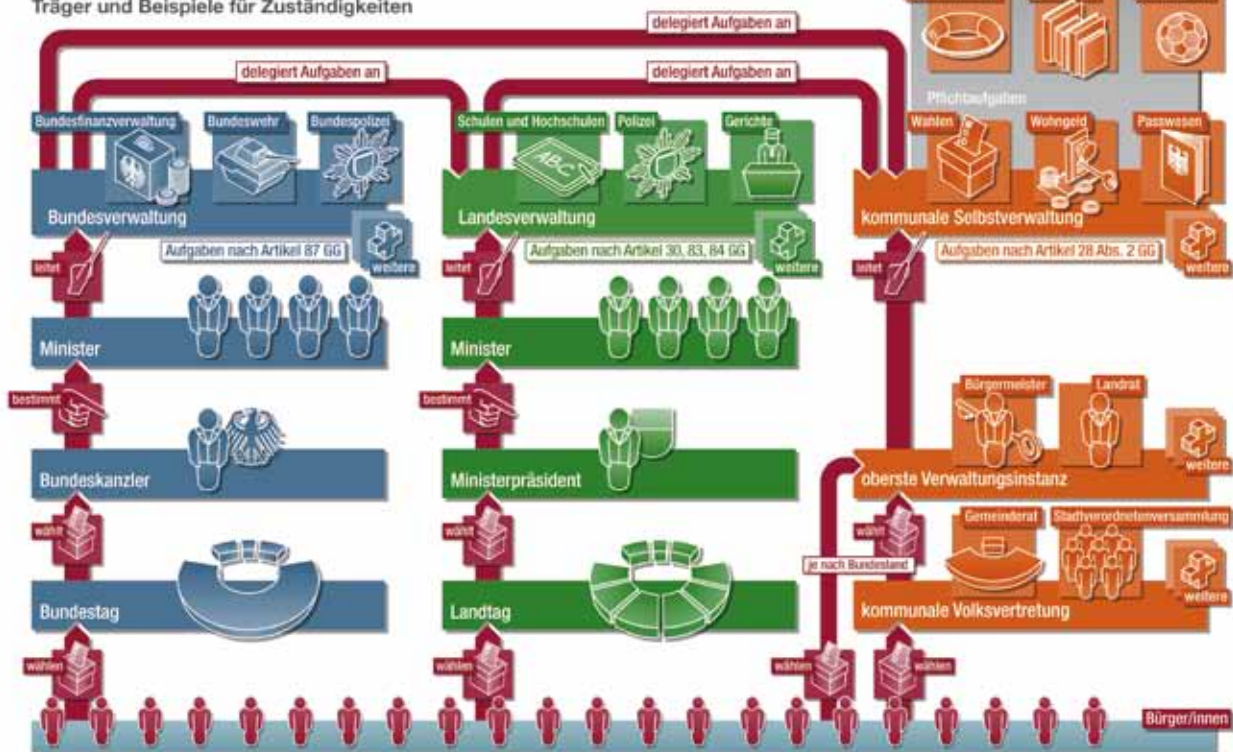 Träger und Beispiele für Zuständigkeiten
delegiert Aufgaben an
delegiert Aufgaben an
delegiert Aufgaben an
Pflichtaufgaben
Bundesfinanzverwaltung
Bundeswehr
Bundespolizei
Schulen und Hochschulen
Polizei
Gerichte
Wahlen
Wohngeld
Passwesen
ABC
Bundesverwaltung
Landesverwaltung
kommunale Selbstverwaltung
Aufgaben nach Artikel 87 GG
weitere
Aufgaben nach Artikel 30, 83, 84 GG
weitere
Aufgaben nach Artikel 28 Abs. 2 GG
weitere
leitet
leitet
leitet
Minister
Minister
bestimmt
bestimmt
Bürgermeister
Landrat
weitere
Bundeskanzler
Ministerpräsident
oberste Verwaltungsinstanz
wählt
wählt
wählt
Gemeinderat
Stadtverordnetenversammlung
je nach Bundesland
weitere
Bundestag
Landtag
kommunale Volksvertretung
wählen
wählen
wählen
wählen
Bürger/innen